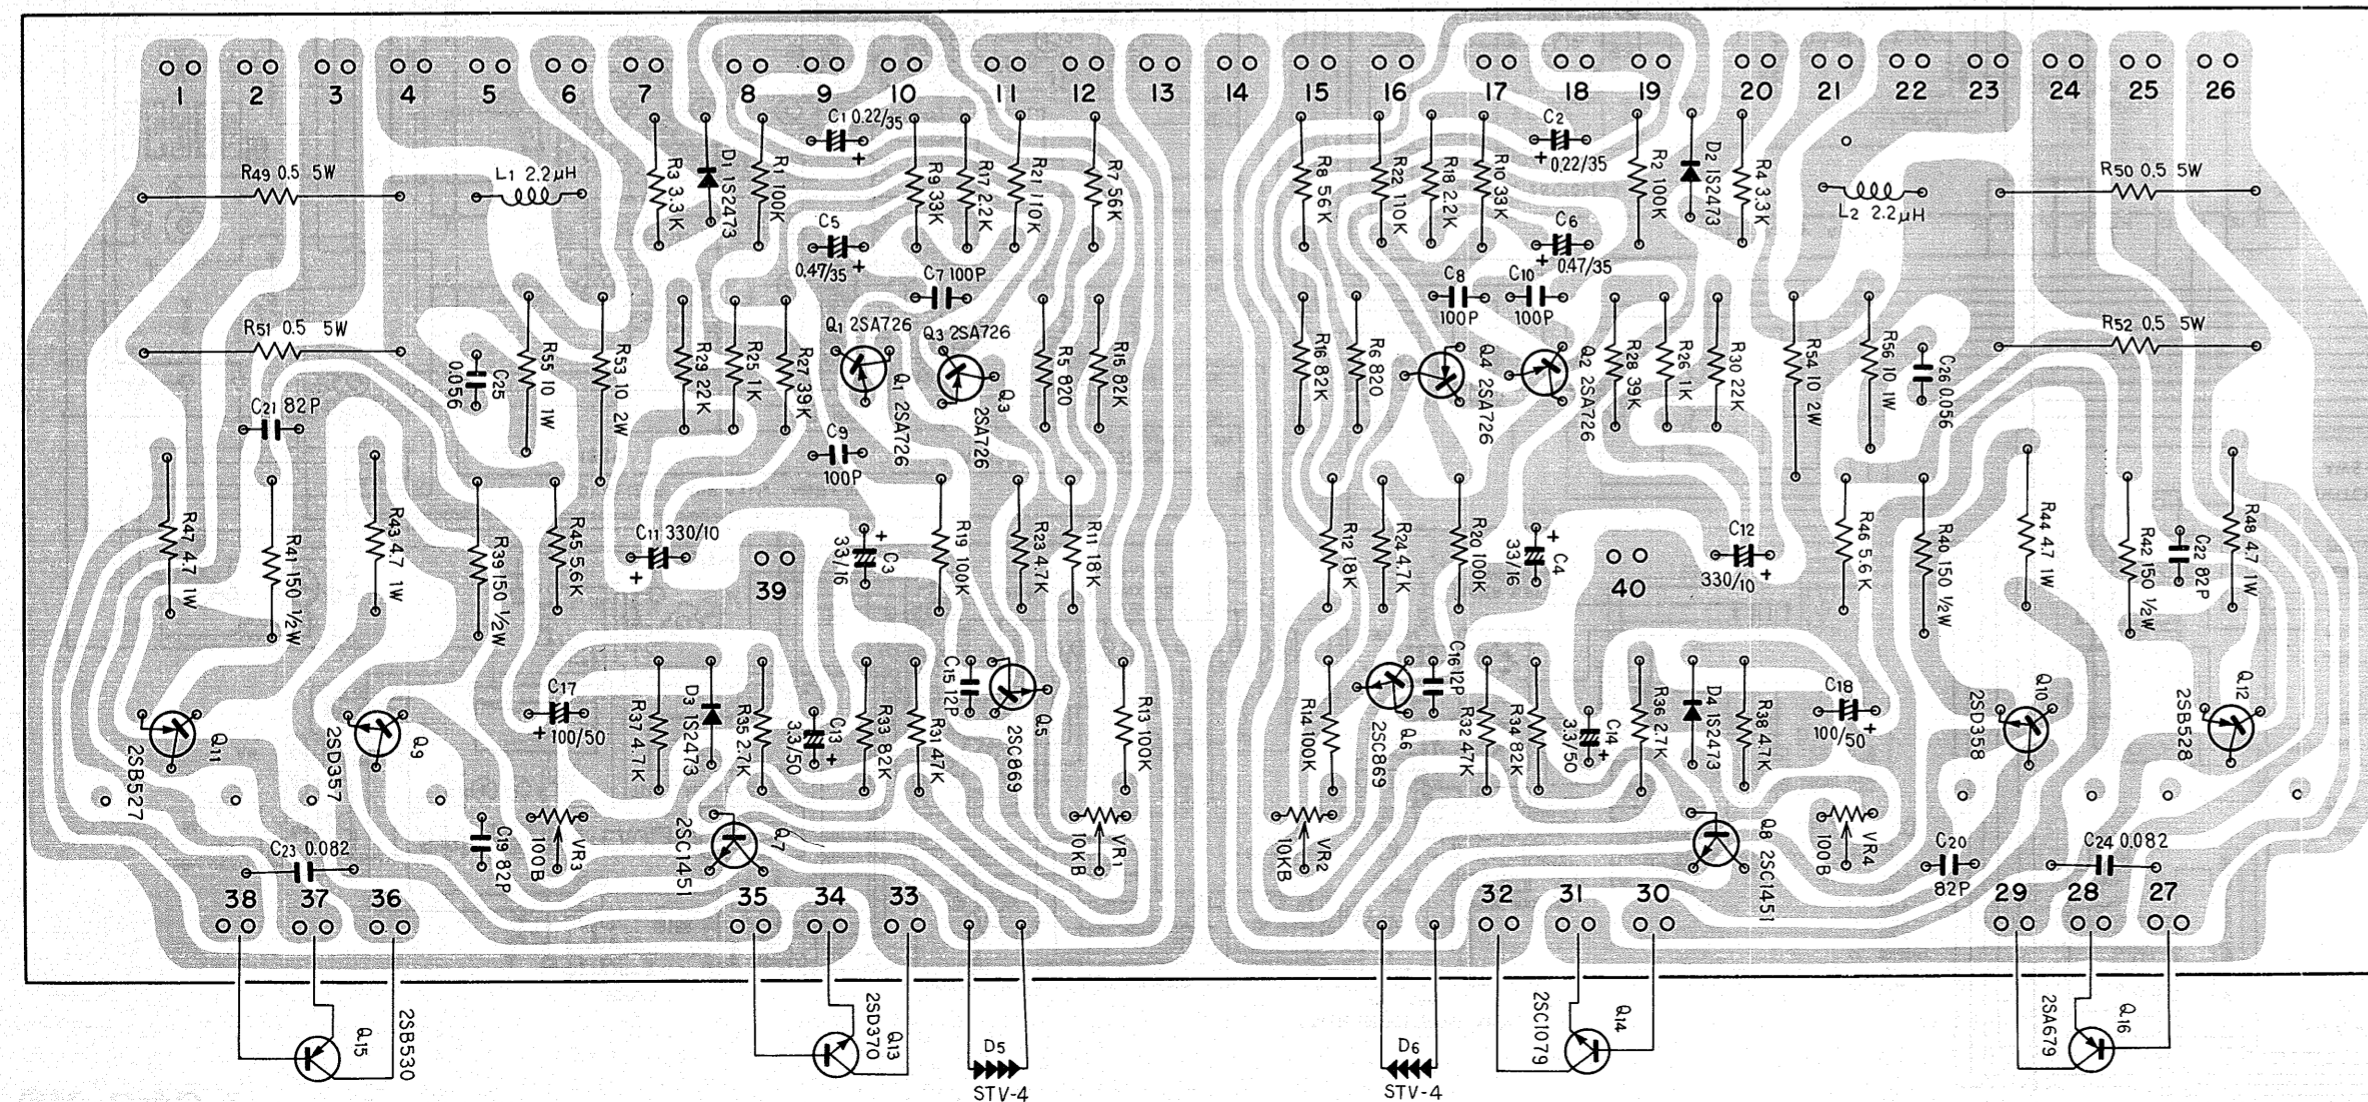 1 2 3 4 5 6 7 8 9 10 11 12 13 14 15 16 17 18 19 20 21 22 23 24 25 26
R49 0.5 5W
L1 2.2μH
R3 3.3K
D1 1S2473
R1 100K
C1 0.22/35
R9 33K
R17 2.2K
R21 110K
R7 56K
R8 56K
R22 110K
R18 2.2K
R10 33K
C2
0.22/35
R2 100K
D2 1S2473
R4 3.3K
L2 2.2μH
R50 0.5 5W
C5
0.47/35
C7 100P
C6
0.47/35
C8
100P
C10
100P
R51 0.5 5W
C25
0.056
R55 10 1W
R53 10 2W
R29 22K
R25 1K
R27 39K
Q1 2SA726
Q3 2SA726
Q1 2SA726
Q3
2SA726
R5 820
R15 82K
R16 82K
R6 820
Q4 2SA726
Q2 2SA726
R28 39K
R26 1K
R30 22K
R54 10 2W
R56 10 1W
C26 0.056
R52 0.5 5W
C21 82P
C9
100P
R47 4.7 1W
R41 150 1/2W
R43 4.7 1W
R39 150 1/2W
R45 5.6K
C11 330/10
39
33/16
C3
R19 100K
R23 4.7K
R11 18K
R12 18K
R24 4.7K
R20 100K
33/16
C4
40
C12
330/10
R46 5.6K
R40 150 1/2W
R44 4.7 1W
R42 150 1/2W
C22 82P
R48 4.7 1W
Q11
2SB527
Q9
2SD357
C17
100/50
R37 4.7K
D3 1S2473
R35 2.7K
C13
3.3/50
R33 82K
R31 47K
C15 12P
Q5
2SC869
R13 100K
R14 100K
Q6
2SC869
C16 12P
R32 47K
R34 82K
C14
3.3/50
R36 2.7K
D4 1S2473
R38 4.7K
C18
100/50
Q10
2SD358
Q12
2SB528
C23 0.082
C19 82P
VR3
100B
Q7
2SC1451
VR1
10KB
VR2
10KB
Q8 2SC1451
VR4
100B
C20
82P
C24 0.082
38 37 36 35 34 33 32 31 30 29 28 27
Q15
2SB530
Q13
2SD370
D5
STV-4
D6
STV-4
Q14
2SC1079
Q16
2SA679